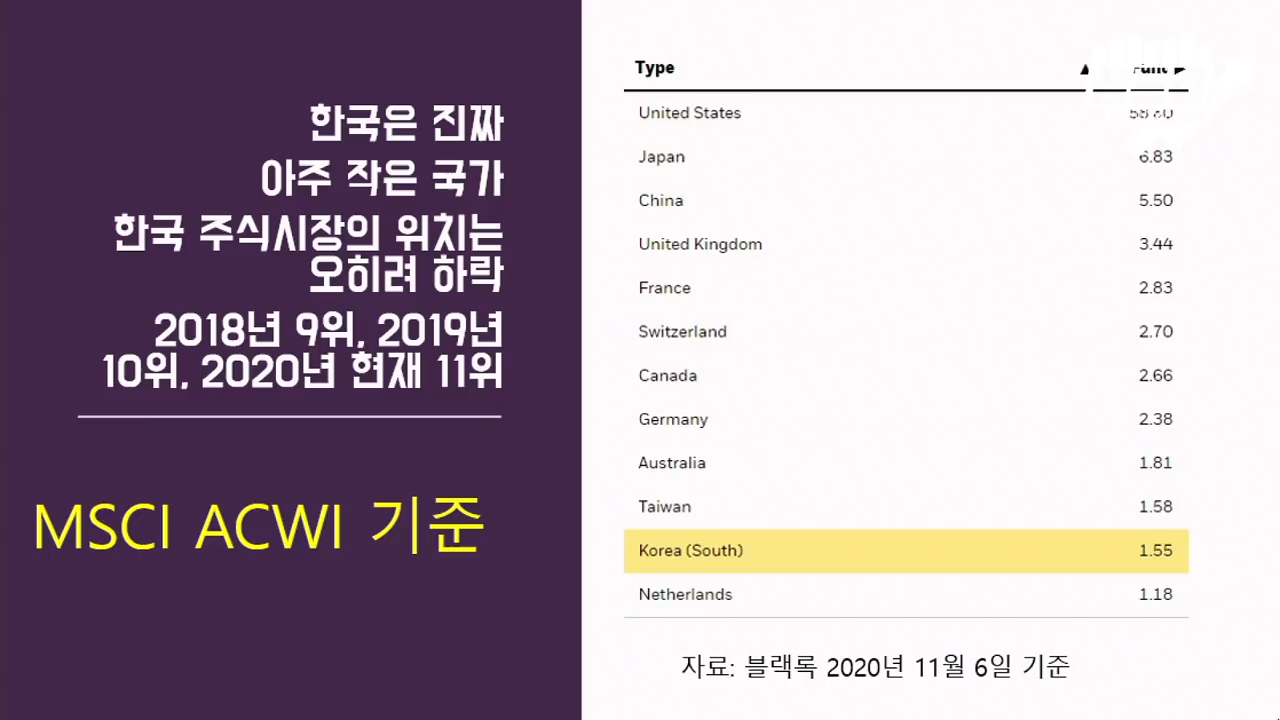 한국은 진짜
아주 작은 국가
한국 주식시장의 위치는
오히려 하락
2018년 9위, 2019년
10위, 2020년 현재 11위
MSCI ACWI 기준
Type ▲
United States
Japan 6.83
China 5.50
United Kingdom 3.44
France 2.83
Switzerland 2.70
Canada 2.66
Germany 2.38
Australia 1.81
Taiwan 1.58
Korea (South) 1.55
Netherlands 1.18
자료: 블랙록 2020년 11월 6일 기준